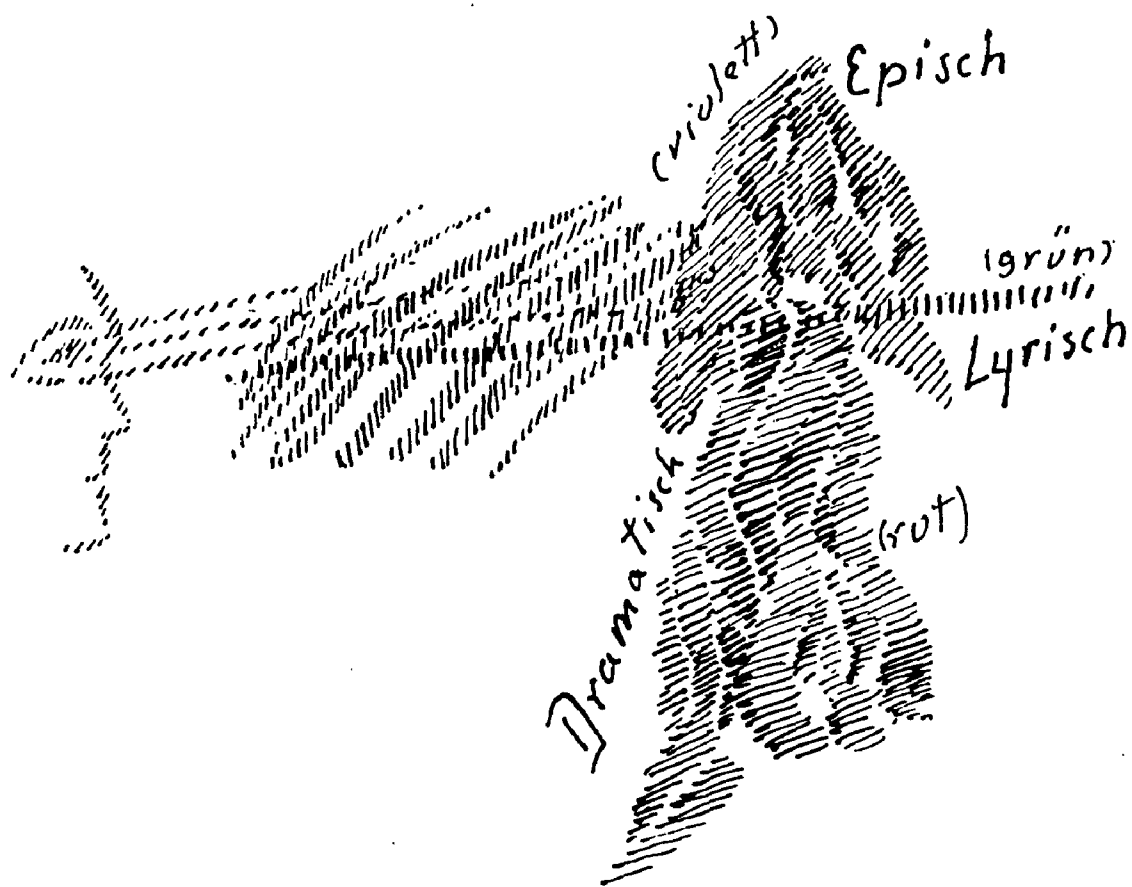 (violett)
Episch
(grün)
Lyrisch
Dramatisch
(rot)